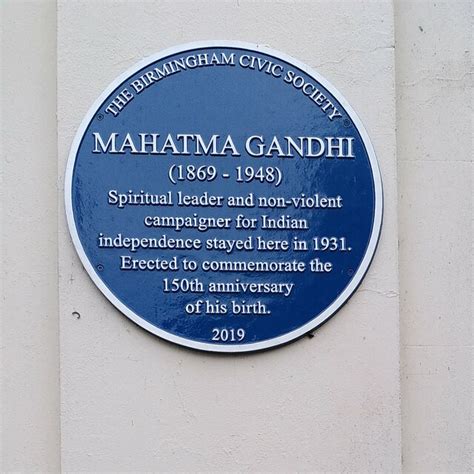 THE BIRMINGHAM CIVIC SOCIETY
MAHATMA GANDHI
(1869 - 1948)
Spiritual leader and non-violent
campaigner for Indian
independence stayed here in 1931.
Erected to commemorate the
150th anniversary
of his birth.
2019